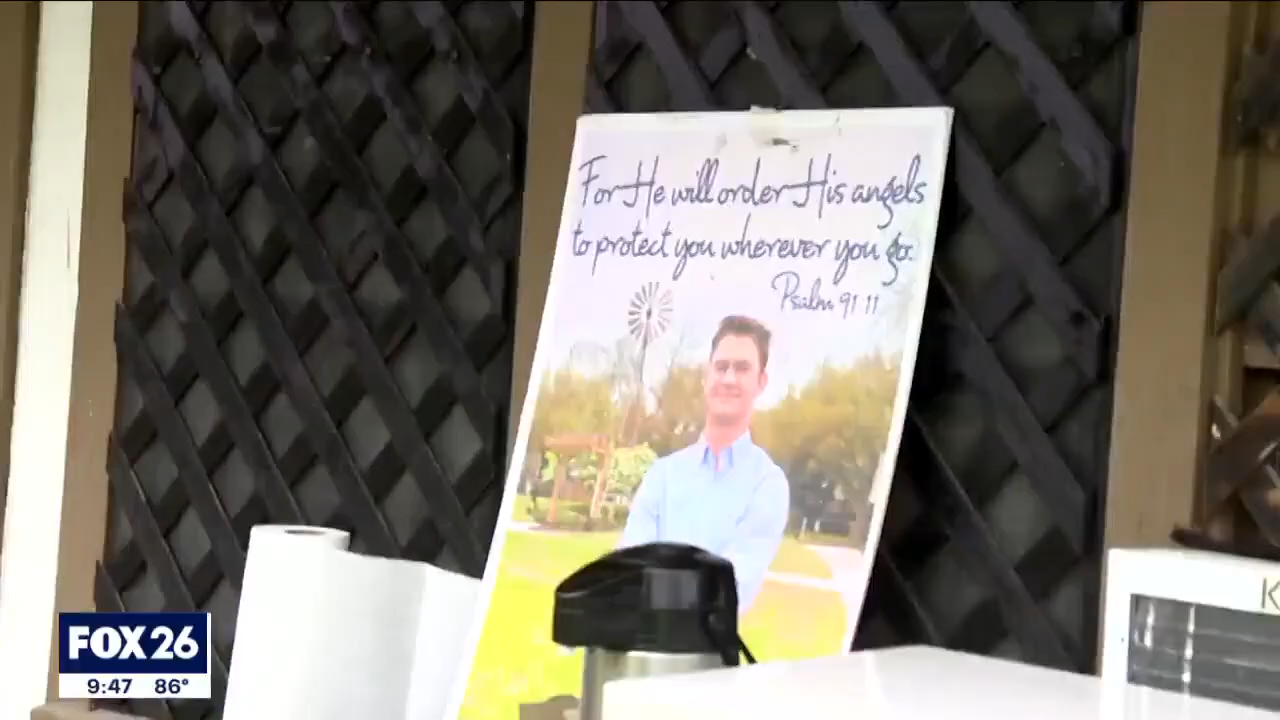 For He will order His angels
to protect you wherever you go.
Psalm 91:11
K
FOX 26
9:47 86°